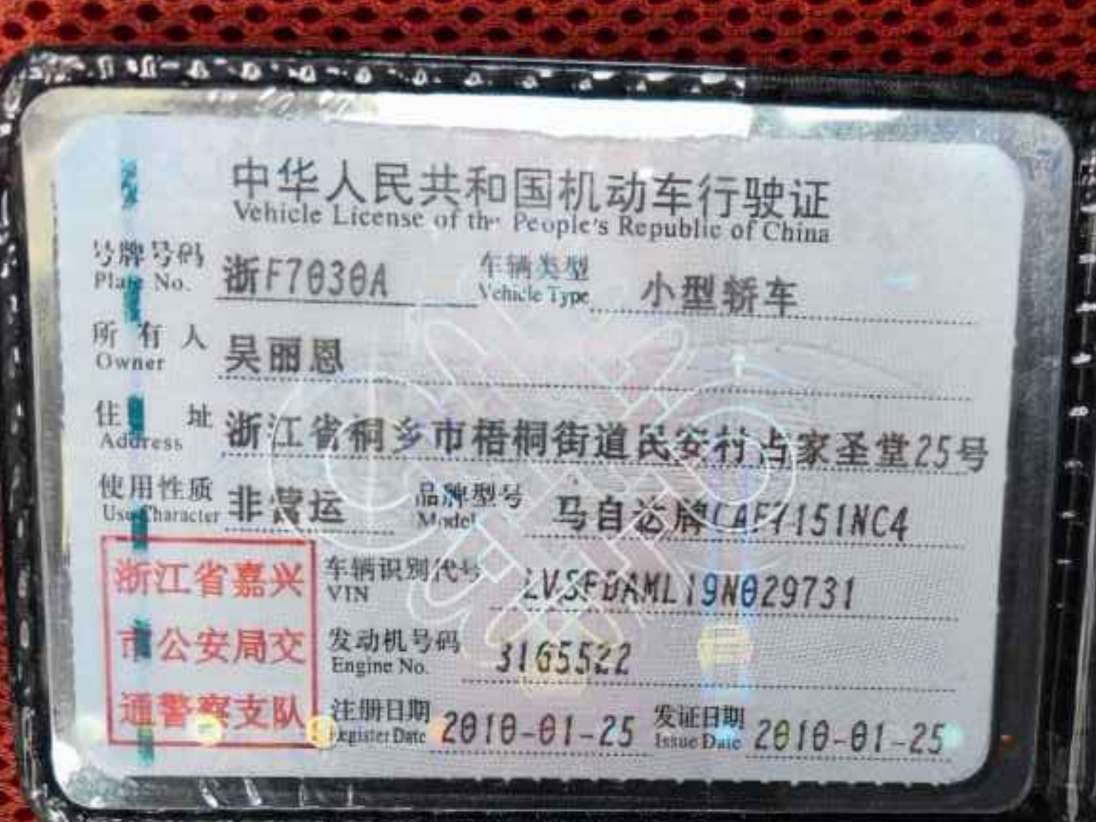 中华人民共和国机动车行驶证
Vehicle License of the People's Republic of China
号牌号码 浙F7030A 车辆类型 小型轿车
Plate No. Vehicle Type
所有人 吴丽恩
Owner
住址 浙江省桐乡市梧桐街道民安村占家圣堂25号
Address
使用性质 非营运 品牌型号 马自达牌CAF7151NC4
Use Character Model
浙江省嘉兴
市公安局交
通警察支队
车辆识别代号
VIN LVSFDAML19N029731
发动机号码
Engine No. 3165522
注册日期 2010-01-25 发证日期 2010-01-25
Register Date Issue Date